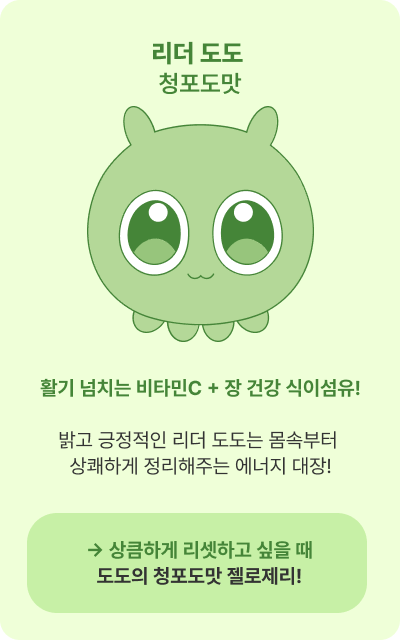 리더 도도
청포도맛
활기 넘치는 비타민C + 장 건강 식이섬유!
밝고 긍정적인 리더 도도는 몸속부터
상쾌하게 정리해주는 에너지 대장!
→ 상큼하게 리셋하고 싶을 때
도도의 청포도맛 젤로제리!